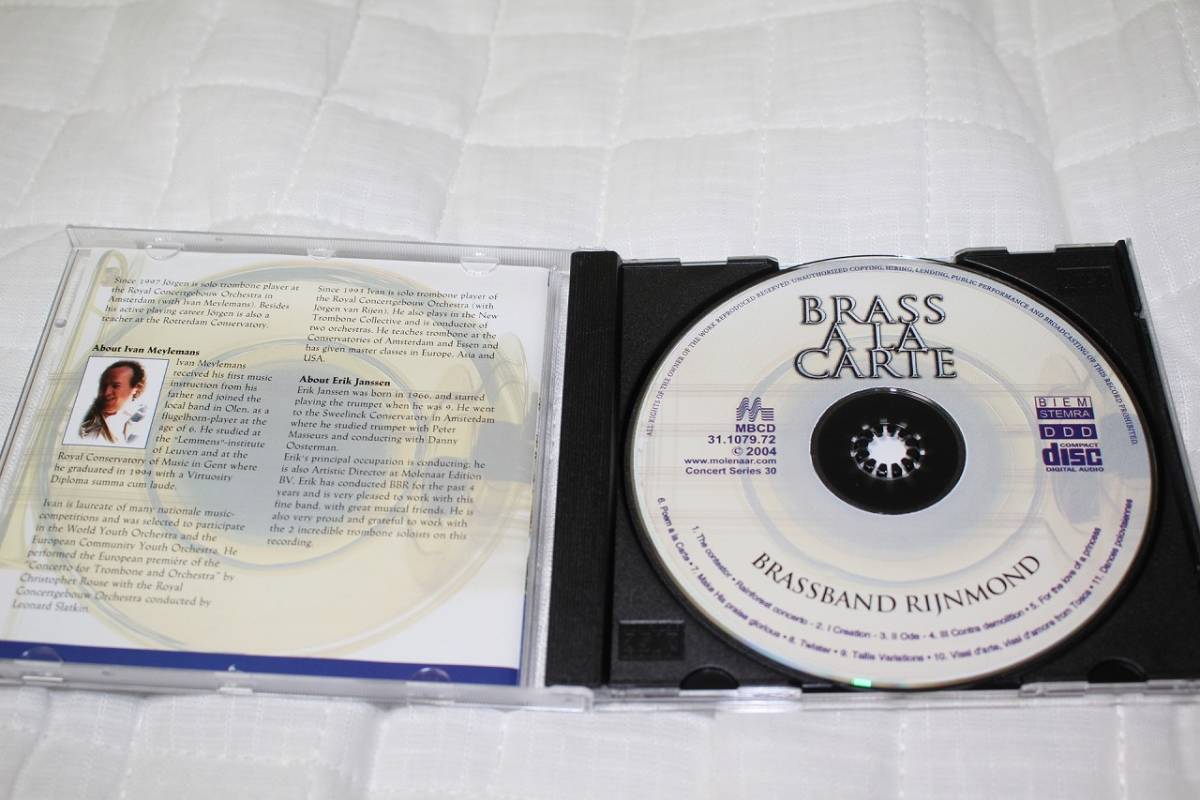 Since 1997 Jörgen is solo trombone player at
the Royal Concertgebouw Orchestra in
Amsterdam (with Ivan Meylemans). Besides
his active playing career Jörgen is also a
teacher at the Rotterdam Conservatory.
About Ivan Meylemans
Ivan Meylemans
received his first music
instruction from his
father and joined the
local band in Olen, as a
flugelhorn-player at the
age of 6. He studied at
the "Lemmens"-institute
of Leuven and at the
Royal Conservatory of Music in Gent where
he graduated in 1994 with a Virtuosity
Diploma summa cum laude.
Ivan is laureate of many nationale music-
competitions and was selected to participate
in the World Youth Orchestra and the
European Community Youth Orchestra. He
performed the European première of the
"Concerto for Trombone and Orchestra" by
Christopher Rouse with the Royal
Concertgebouw Orchestra conducted by
Leonard Slatkin.
Since 1995 Ivan is solo trombone player of
the Royal Concertgebouw Orchestra (with
Jörgen van Rijen). He also plays in the New
Trombone Collective and is conductor of
two orchestras. He teaches trombone at the
Conservatories of Amsterdam and Essen and
has given master classes in Europe, Asia and
USA.
About Erik Janssen
Erik Janssen was born in 1966, and started
playing the trumpet when he was 9. He went
to the Sweelinck Conservatory in Amsterdam
where he studied trumpet with Peter
Masseurs and conducting with Danny
Oosterman.
Erik's principal occupation is conducting; he
is also Artistic Director at Molenaar Edition
BV. Erik has conducted BBR for the past 4
years and is very pleased to work with this
fine band, with great musical friends. He is
also very proud and grateful to work with
the 2 incredible trombone soloists on this
recording.
ALL RIGHTS OF THE OWNER OF THE WORK REPRODUCED RESERVED UNAUTHORIZED COPYING, HIRING, LENDING, PUBLIC PERFORMANCE AND BROADCASTING OF THIS RECORD PROHIBITED
BRASS
A LA
CARTE
MBCD
31.1079.72
© 2004
www.molenaar.com
Concert Series 30
BIEM
STEMRA
DDD
COMPACT
disc
DIGITAL AUDIO
BRASSBAND RIJNMOND
1. The contestor • Rainforest concerto - 2. I Creation - 3. II Ode - 4. III Contra demolition • 5. For the love of a princess
6. Poem a la Carte • 7. Make His praise glorious • 8. Twister • 9. Tallis Variations • 10. Vissi d'arte, vissi d'amore from Tosca • 11. Danses polovtsiennes